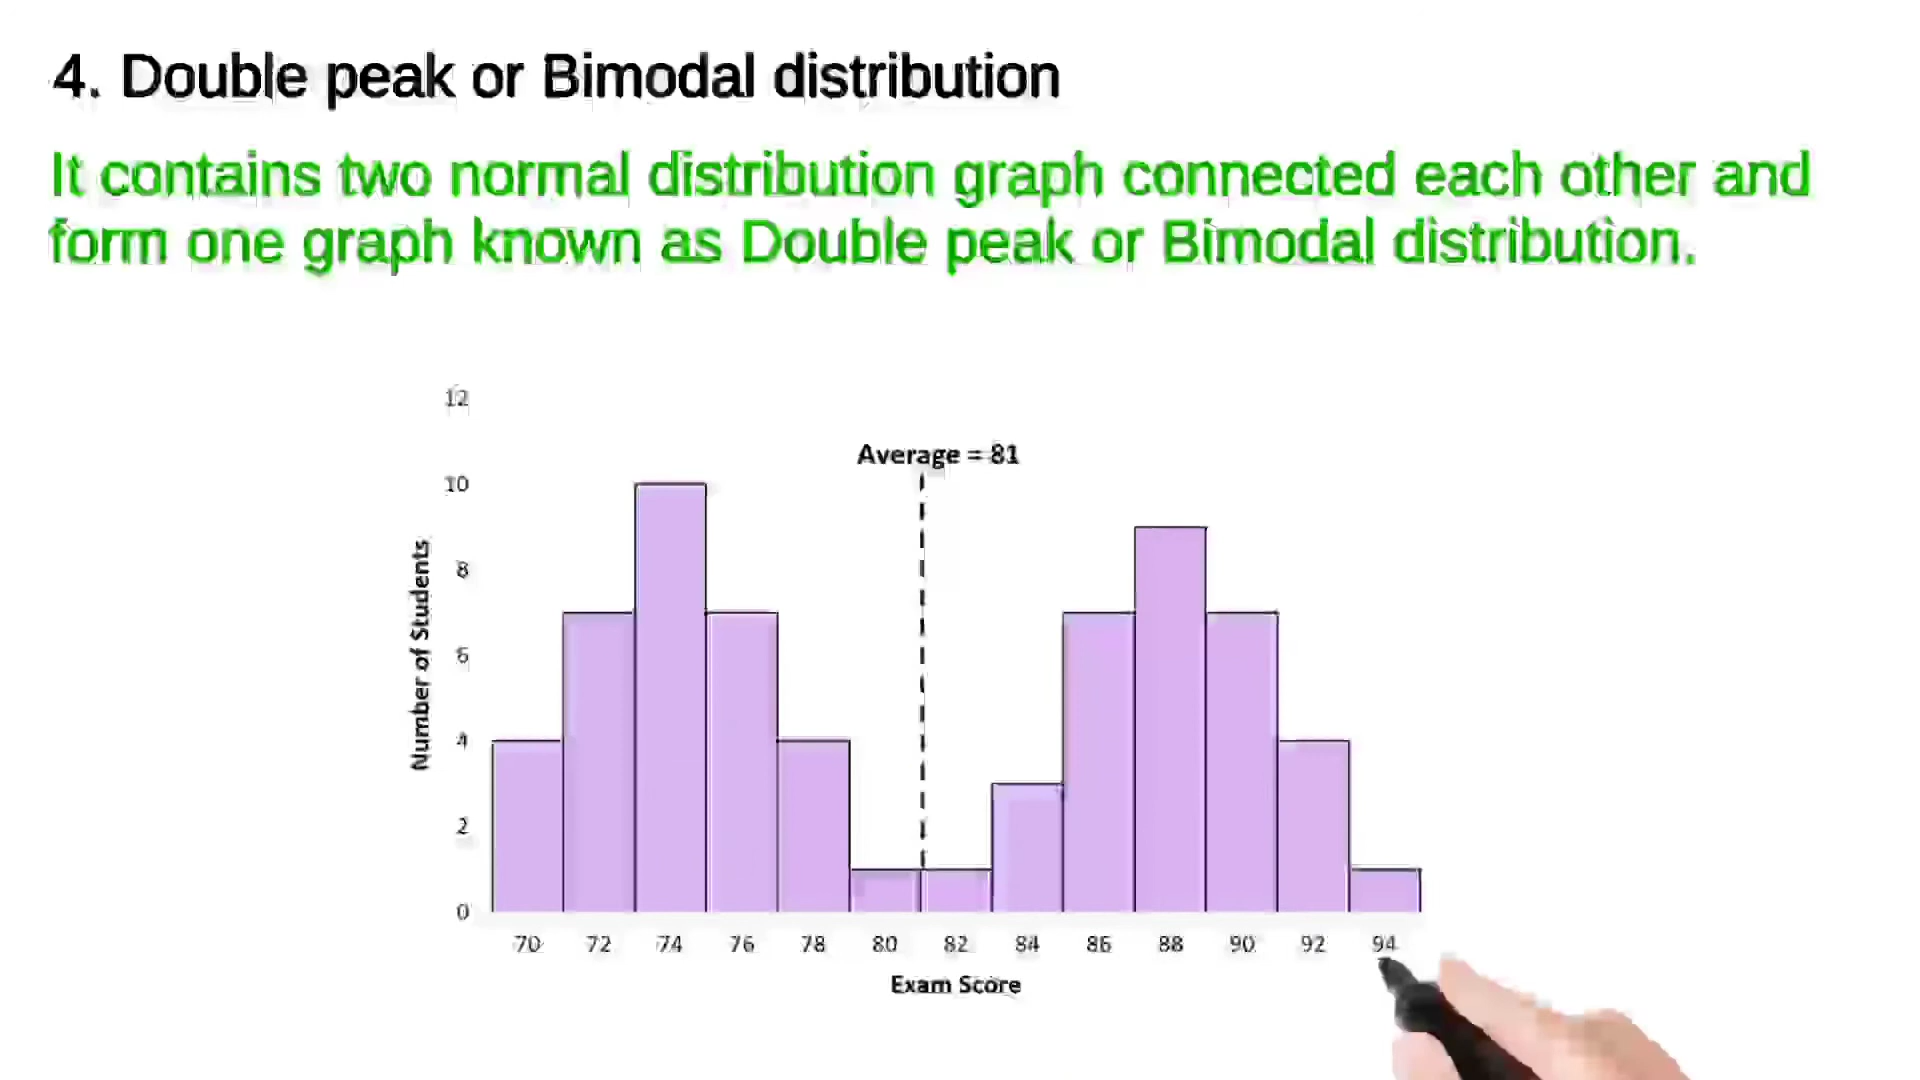 4. Double peak or Bimodal distribution
It contains two normal distribution graph connected each other and
form one graph known as Double peak or Bimodal distribution.
12
Average = 81
10
8
6
4
2
0
Number of Students
70 72 74 76 78 80 82 84 86 88 90 92 94
Exam Score